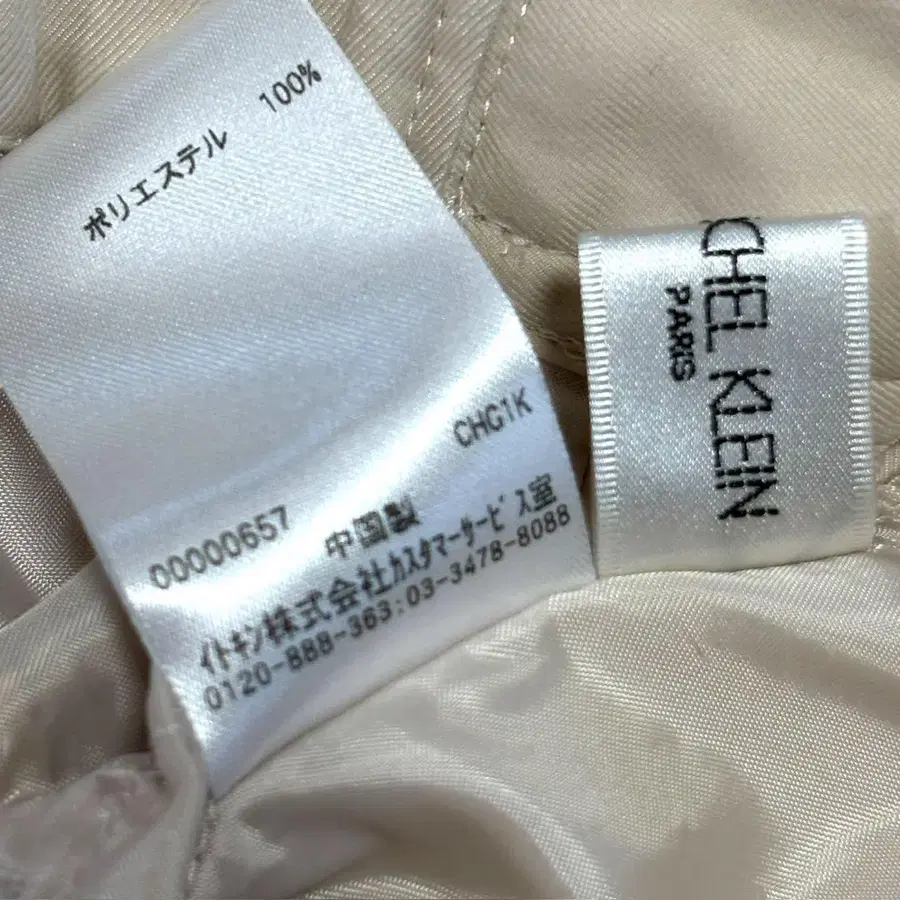 ポリエステル 100%
CHG1K
00000657
中国製
イトキン株式会社カスタマーサービス室
0120-888-363:03-3478-8088
CHEL KLEIN
PARIS